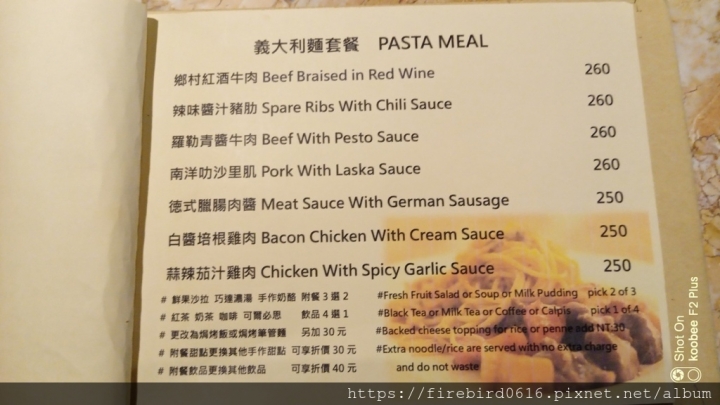 義大利麵套餐 PASTA MEAL
鄉村紅酒牛肉 Beef Braised in Red Wine 260
辣味醬汁豬肋 Spare Ribs With Chili Sauce 260
羅勒青醬牛肉 Beef With Pesto Sauce 260
南洋叻沙里肌 Pork With Laska Sauce 260
德式臘腸肉醬 Meat Sauce With German Sausage 250
白醬培根雞肉 Bacon Chicken With Cream Sauce 250
蒜辣茄汁雞肉 Chicken With Spicy Garlic Sauce 250
# 鮮果沙拉 巧達濃湯 手作奶酪 附餐 3 選 2 #Fresh Fruit Salad or Soup or Milk Pudding pick 2 of 3
# 紅茶 奶茶 咖啡 可爾必思 飲品 4 選 1 #Black Tea or Milk Tea or Coffee or Calpis pick 1 of 4
# 更改為焗烤飯或焗烤筆管麵 另加 30 元 #Backed cheese topping for rice or penne add NT:30
# 附餐甜點更換其他手作甜點 可享折價 30 元 #Extra noodle/rice are served with no extra charge
# 附餐飲品更換其他飲品 可享折價 40 元 and do not waste
Shot On
koobee F2 Plus
https://firebird0616.pixnet.net/album